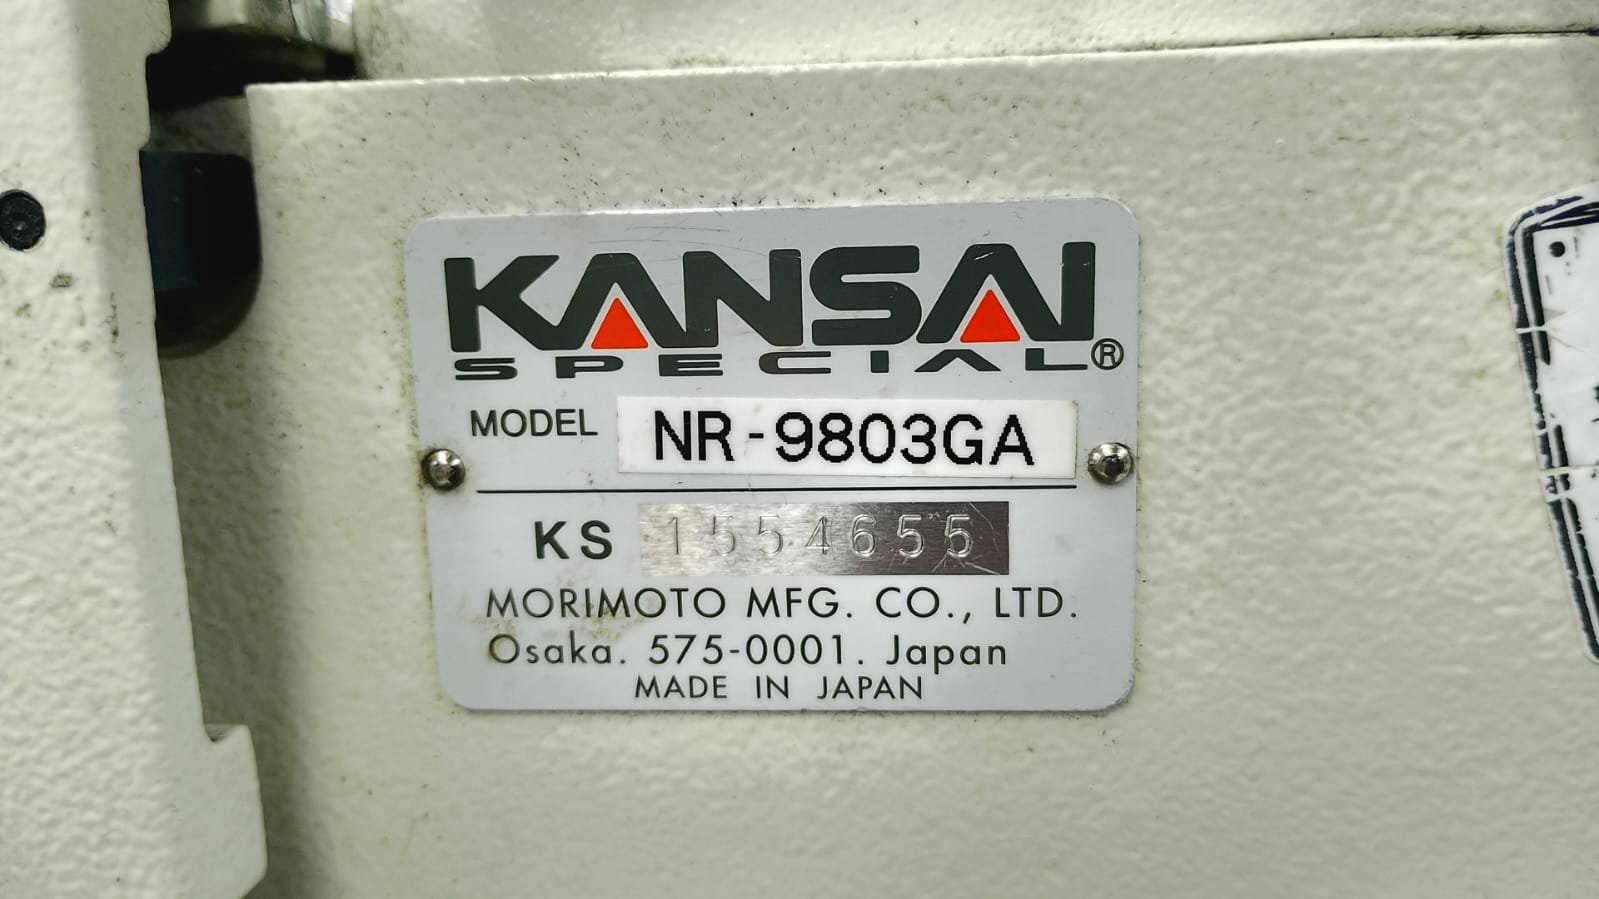 KANSAI
SPECIAL®
MODEL NR-9803GA
KS 1554655
MORIMOTO MFG. CO., LTD.
Osaka. 575-0001. Japan
MADE IN JAPAN